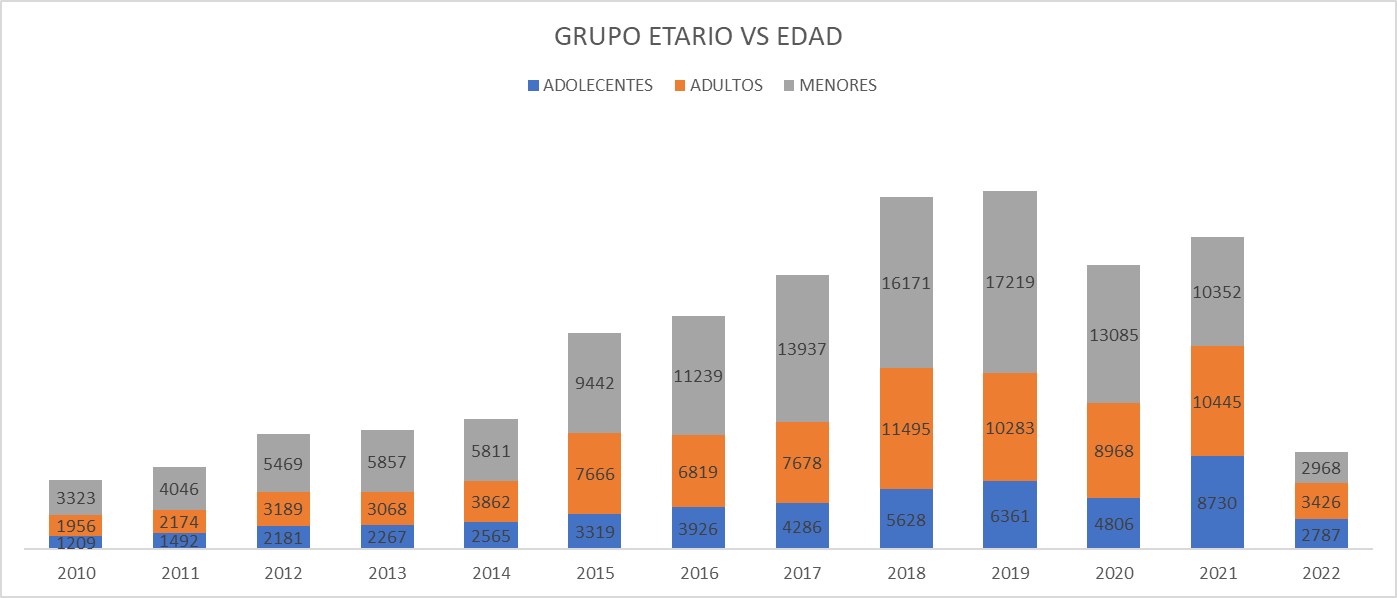 GRUPO ETARIO VS EDAD
ADOLECENTES ADULTOS MENORES
3323 4046 5469 5857 5811 9442 11239 13937 16171 17219 13085 10352 2968
1956 2174 3189 3068 3862 7666 6819 7678 11495 10283 8968 10445 3426
1209 1492 2181 2267 2565 3319 3926 4286 5628 6361 4806 8730 2787
2010 2011 2012 2013 2014 2015 2016 2017 2018 2019 2020 2021 2022